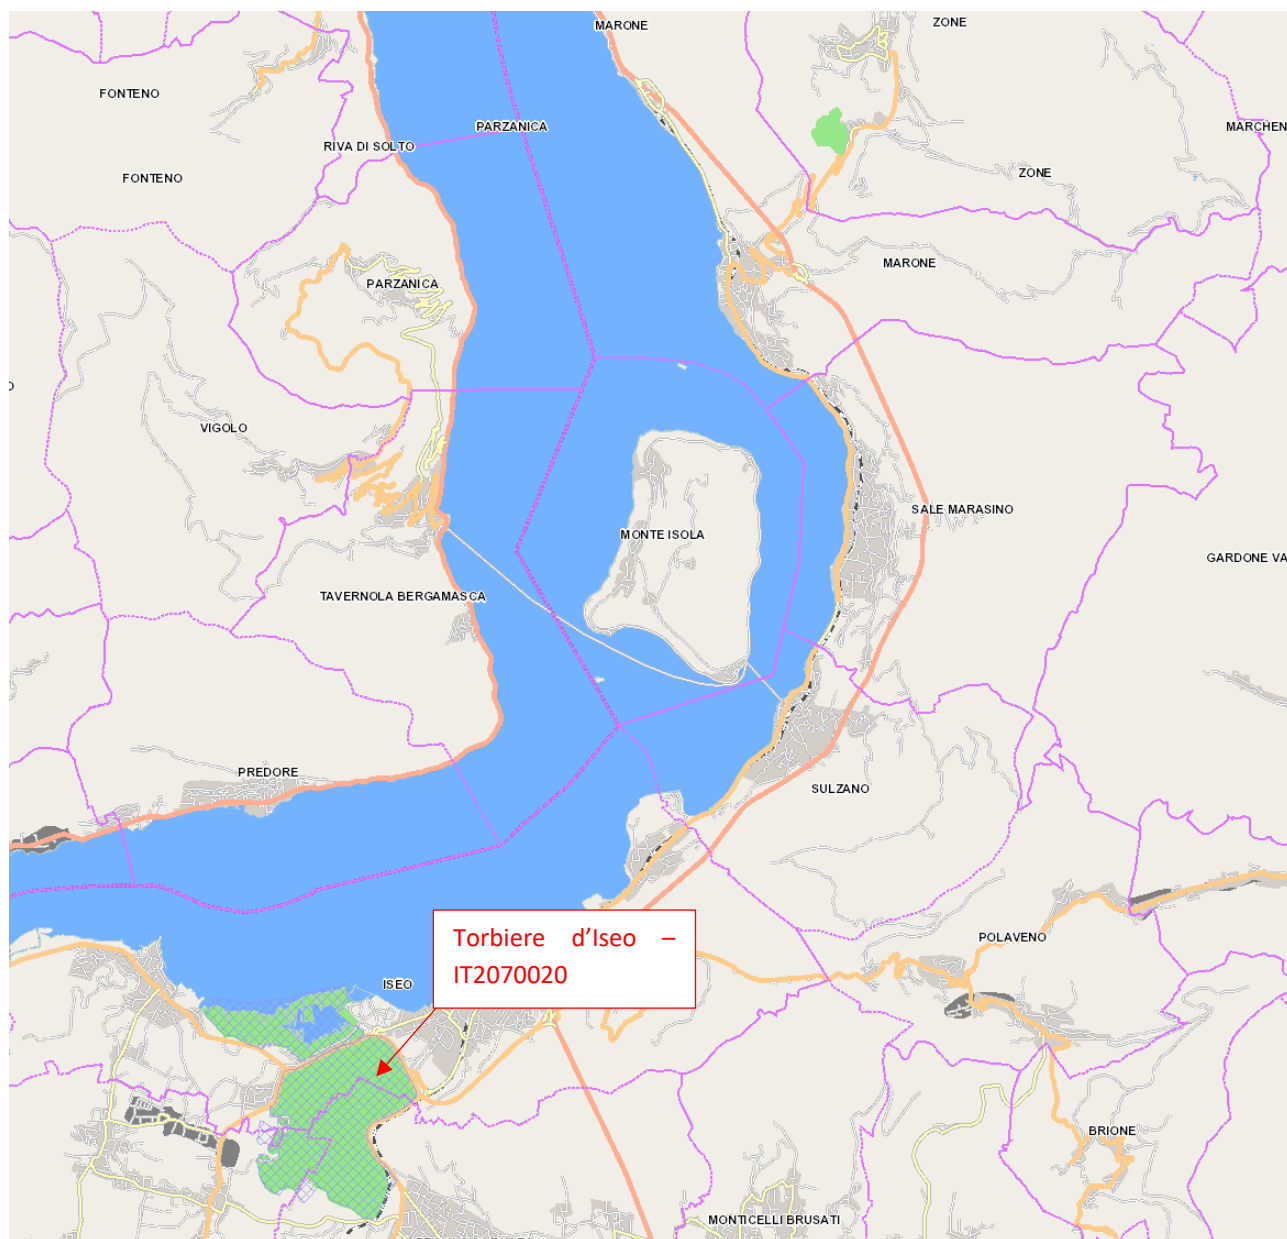 MARONE
ZONE
FONTENO
PARZANICA
MARCHEN
RIVA DI SOLTO
ZONE
FONTENO
MARONE
PARZANICA
VIGOLO
SALE MARASINO
MONTE ISOLA
GARDONE VA
TAVERNOLA BERGAMASCA
PREDORE
SULZANO
Torbiere d’Iseo –
IT2070020
POLAVENO
ISEO
BRIONE
MONTICELLI BRUSATI